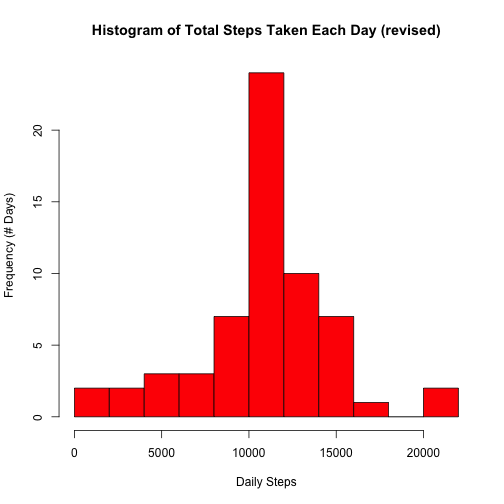 Histogram of Total Steps Taken Each Day (revised)
Frequency (# Days)
20
15
10
5
0
0 5000 10000 15000 20000
Daily Steps